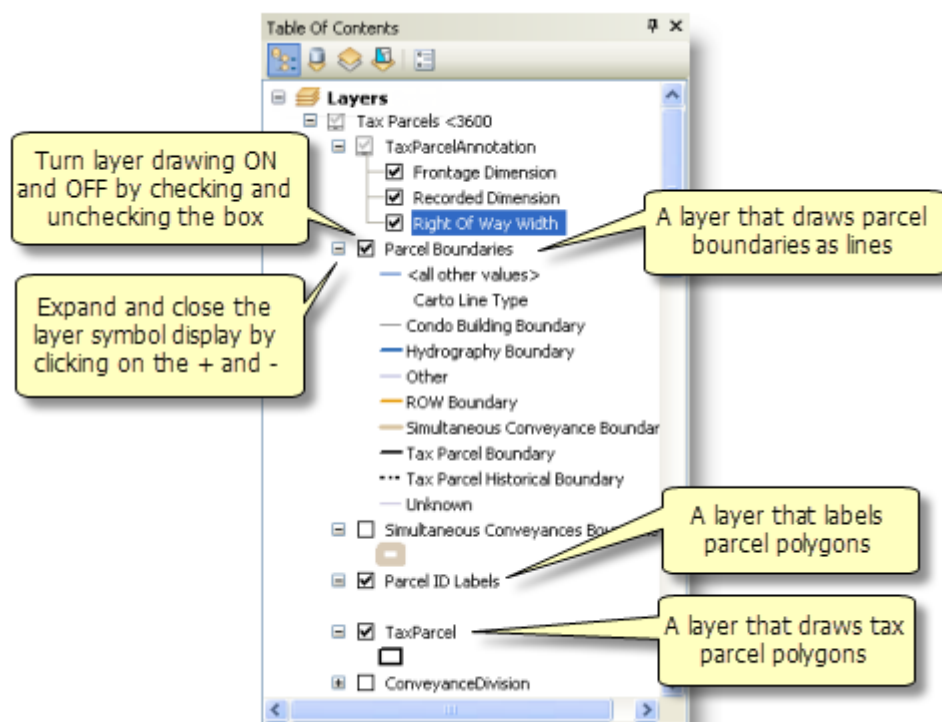 Table Of Contents
Layers
Tax Parcels <3600
TaxParcelAnnotation
Frontage Dimension
Recorded Dimension
Right Of Way Width
Parcel Boundaries
<all other values>
Carto Line Type
Condo Building Boundary
Hydrography Boundary
Other
ROW Boundary
Simultaneous Conveyance Boundar
Tax Parcel Boundary
Tax Parcel Historical Boundary
Unknown
Simultaneous Conveyances
Parcel ID Labels
TaxParcel
ConveyanceDivision
Turn layer drawing ON
and OFF by checking and
unchecking the box
Expand and close the
layer symbol display by
clicking on the + and -
A layer that draws parcel
boundaries as lines
A layer that labels
parcel polygons
A layer that draws tax
parcel polygons